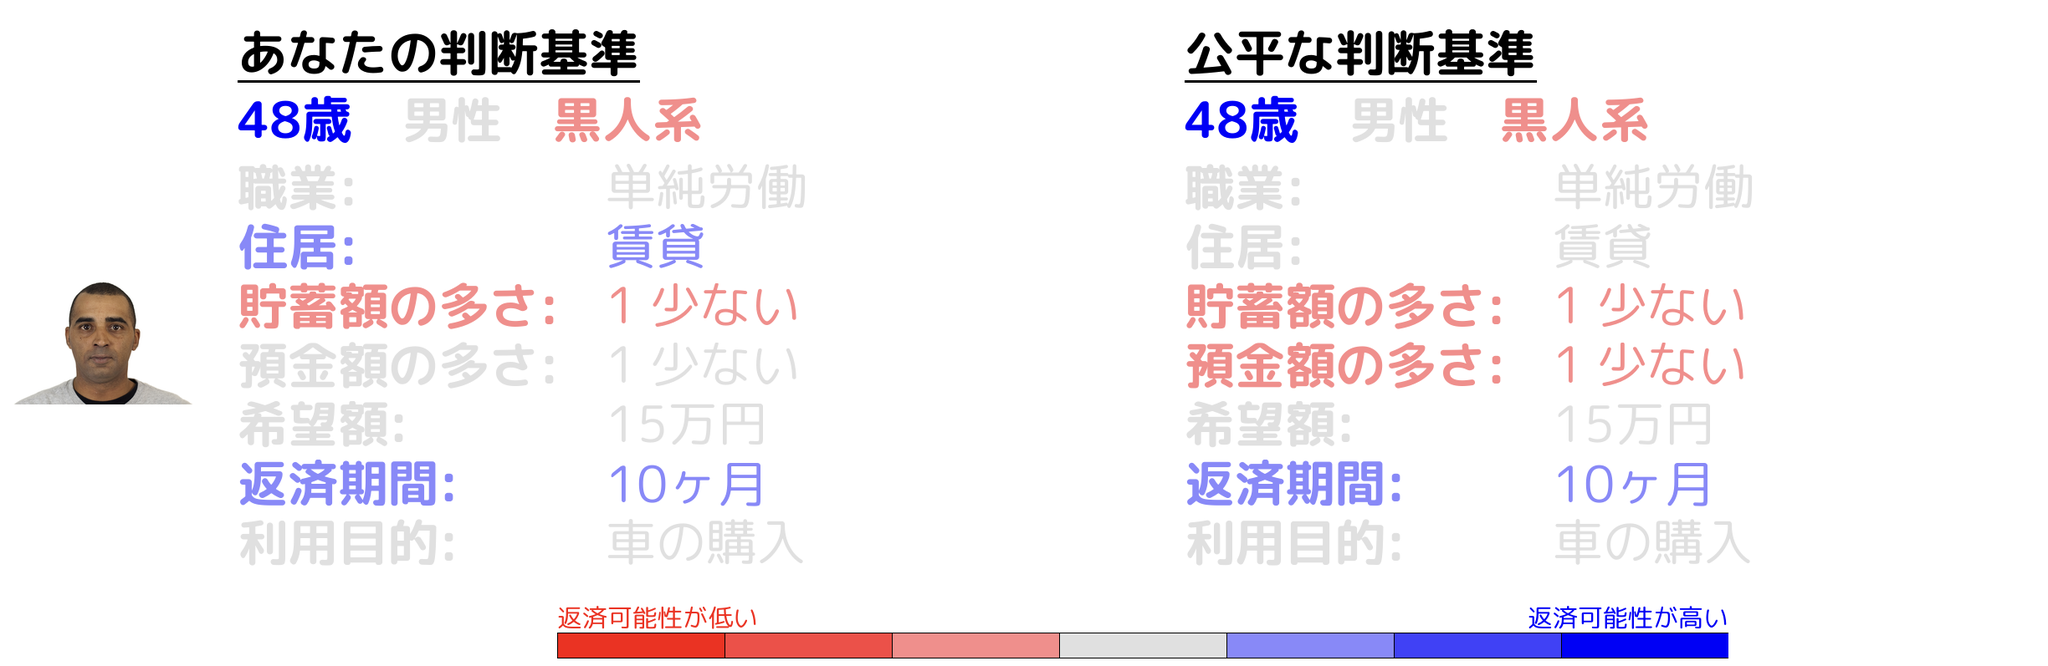 あなたの判断基準
48歳 男性 黒人系
職業: 単純労働
住居: 賃貸
貯蓄額の多さ: 1 少ない
預金額の多さ: 1 少ない
希望額: 15万円
返済期間: 10ヶ月
利用目的: 車の購入
公平な判断基準
48歳 男性 黒人系
職業: 単純労働
住居: 賃貸
貯蓄額の多さ: 1 少ない
預金額の多さ: 1 少ない
希望額: 15万円
返済期間: 10ヶ月
利用目的: 車の購入
返済可能性が低い
返済可能性が高い